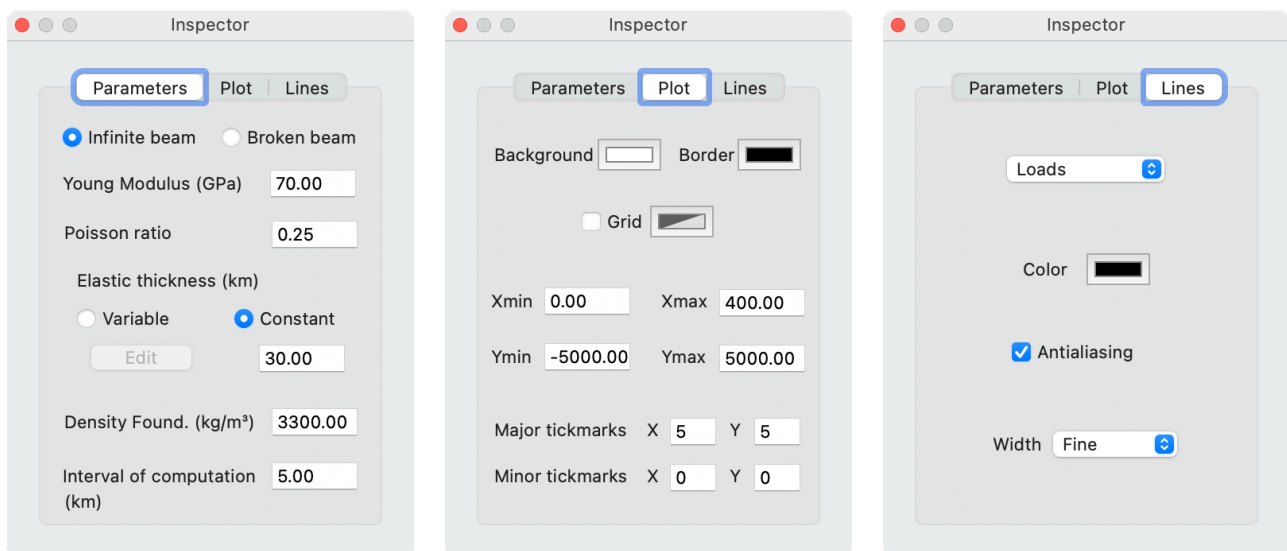 Inspector
Parameters Plot Lines
Infinite beam Broken beam
Young Modulus (GPa) 70.00
Poisson ratio 0.25
Elastic thickness (km)
Variable Constant
Edit 30.00
Density Found. (kg/m³) 3300.00
Interval of computation 5.00
(km)
Inspector
Parameters Plot Lines
Background Border
Grid
Xmin 0.00 Xmax 400.00
Ymin -5000.00 Ymax 5000.00
Major tickmarks X 5 Y 5
Minor tickmarks X 0 Y 0
Inspector
Parameters Plot Lines
Loads
Color
Antialiasing
Width Fine